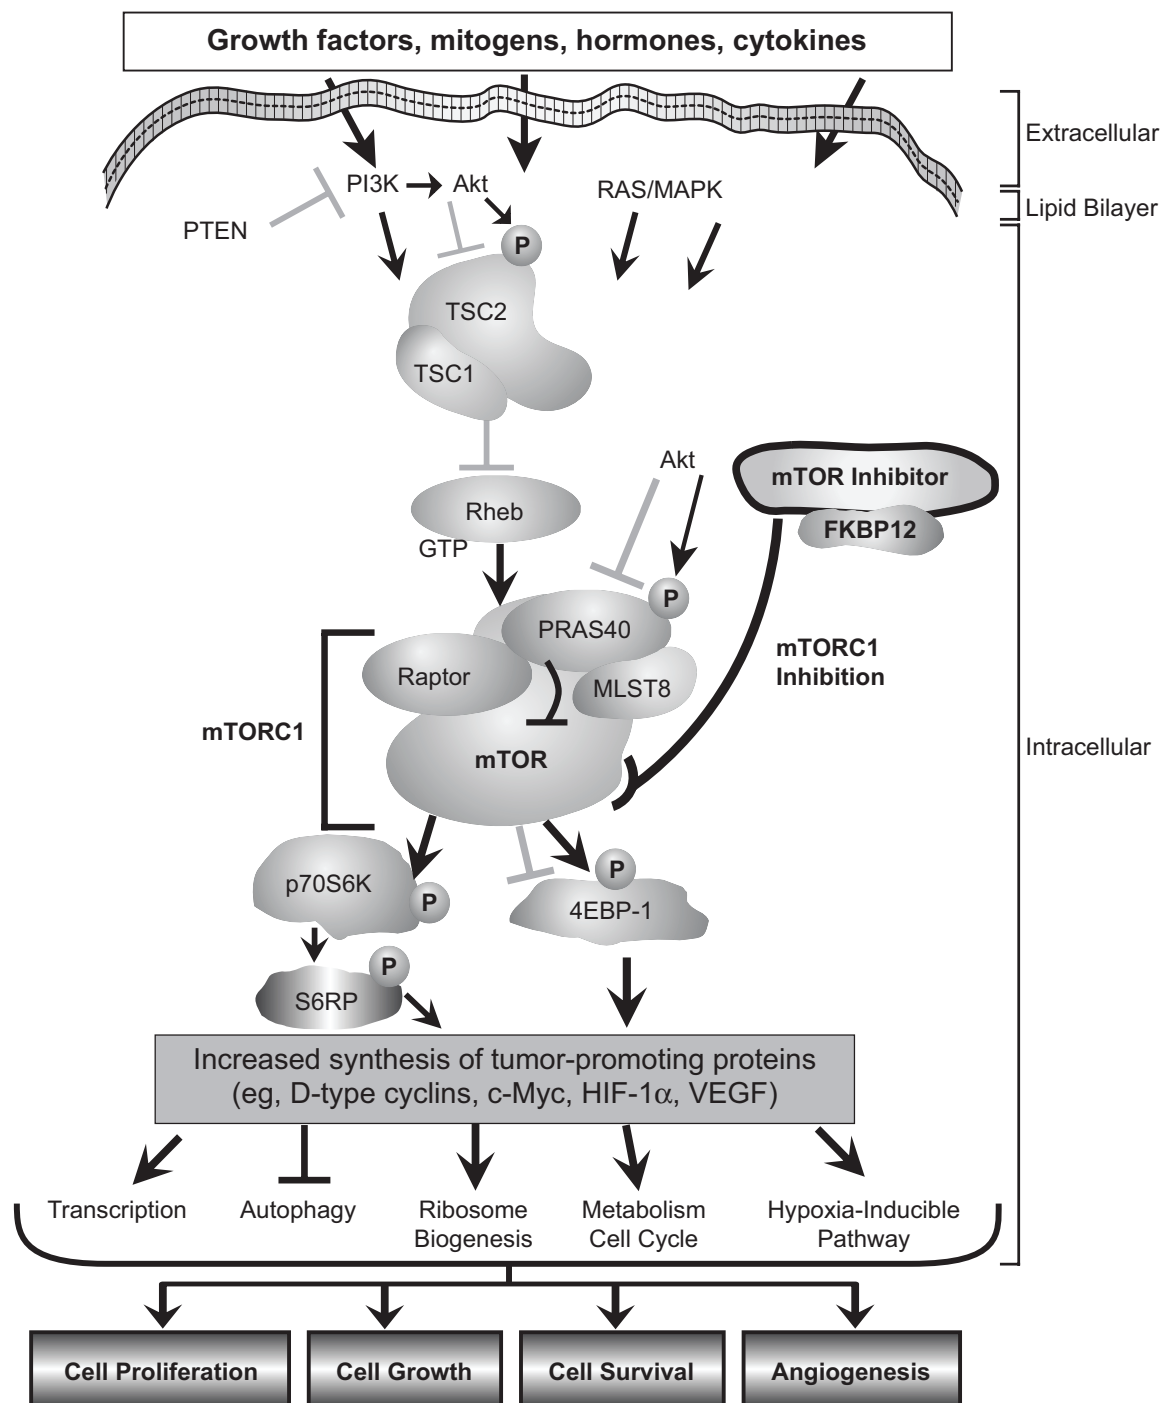 Growth factors, mitogens, hormones, cytokines
Extracellular
PI3K
Akt
RAS/MAPK
Lipid Bilayer
PTEN
P
TSC2
TSC1
Akt
mTOR Inhibitor
Rheb
FKBP12
GTP
P
PRAS40
mTORC1
Inhibition
Raptor
MLST8
mTORC1
mTOR
Intracellular
P
p70S6K
P
4EBP-1
P
S6RP
Increased synthesis of tumor-promoting proteins
(eg, D-type cyclins, c-Myc, HIF-1α, VEGF)
Transcription
Autophagy
Ribosome
Biogenesis
Metabolism
Cell Cycle
Hypoxia-Inducible
Pathway
Cell Proliferation
Cell Growth
Cell Survival
Angiogenesis